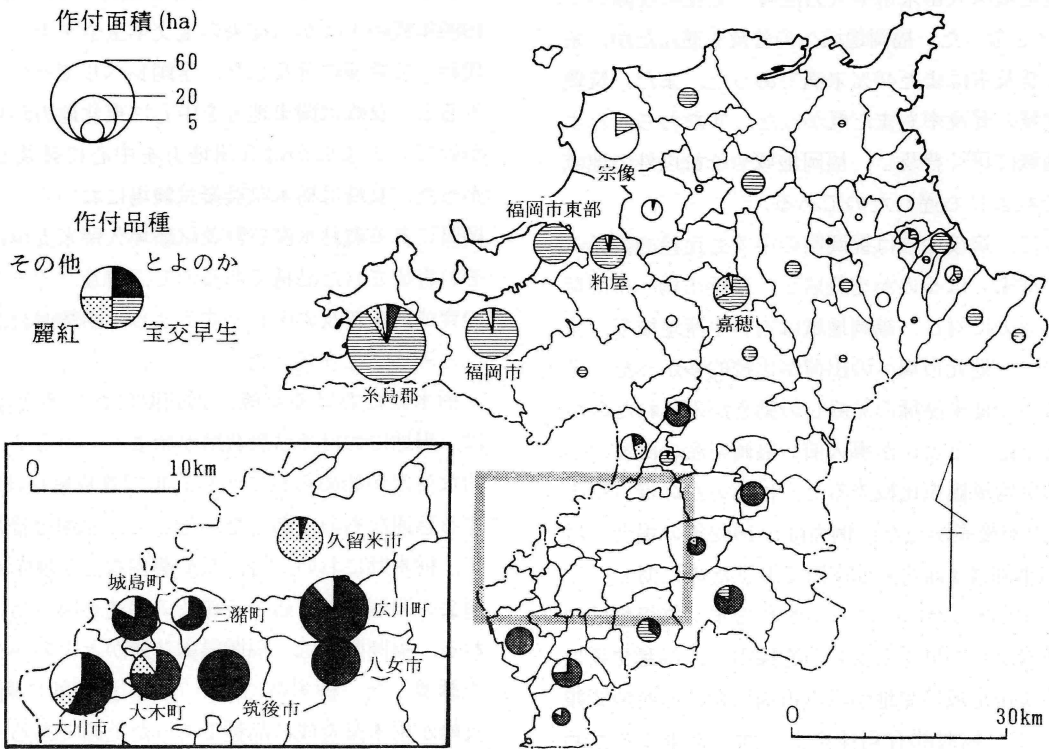 作付面積 (ha)
60
20
5
作付品種
その他
とよのか
麗紅
宝交早生
宗像
福岡市東部
粕屋
嘉穂
福岡市
糸島郡
0
10km
久留米市
城島町
三潴町
広川町
八女市
大川市
大木町
筑後市
0
30km